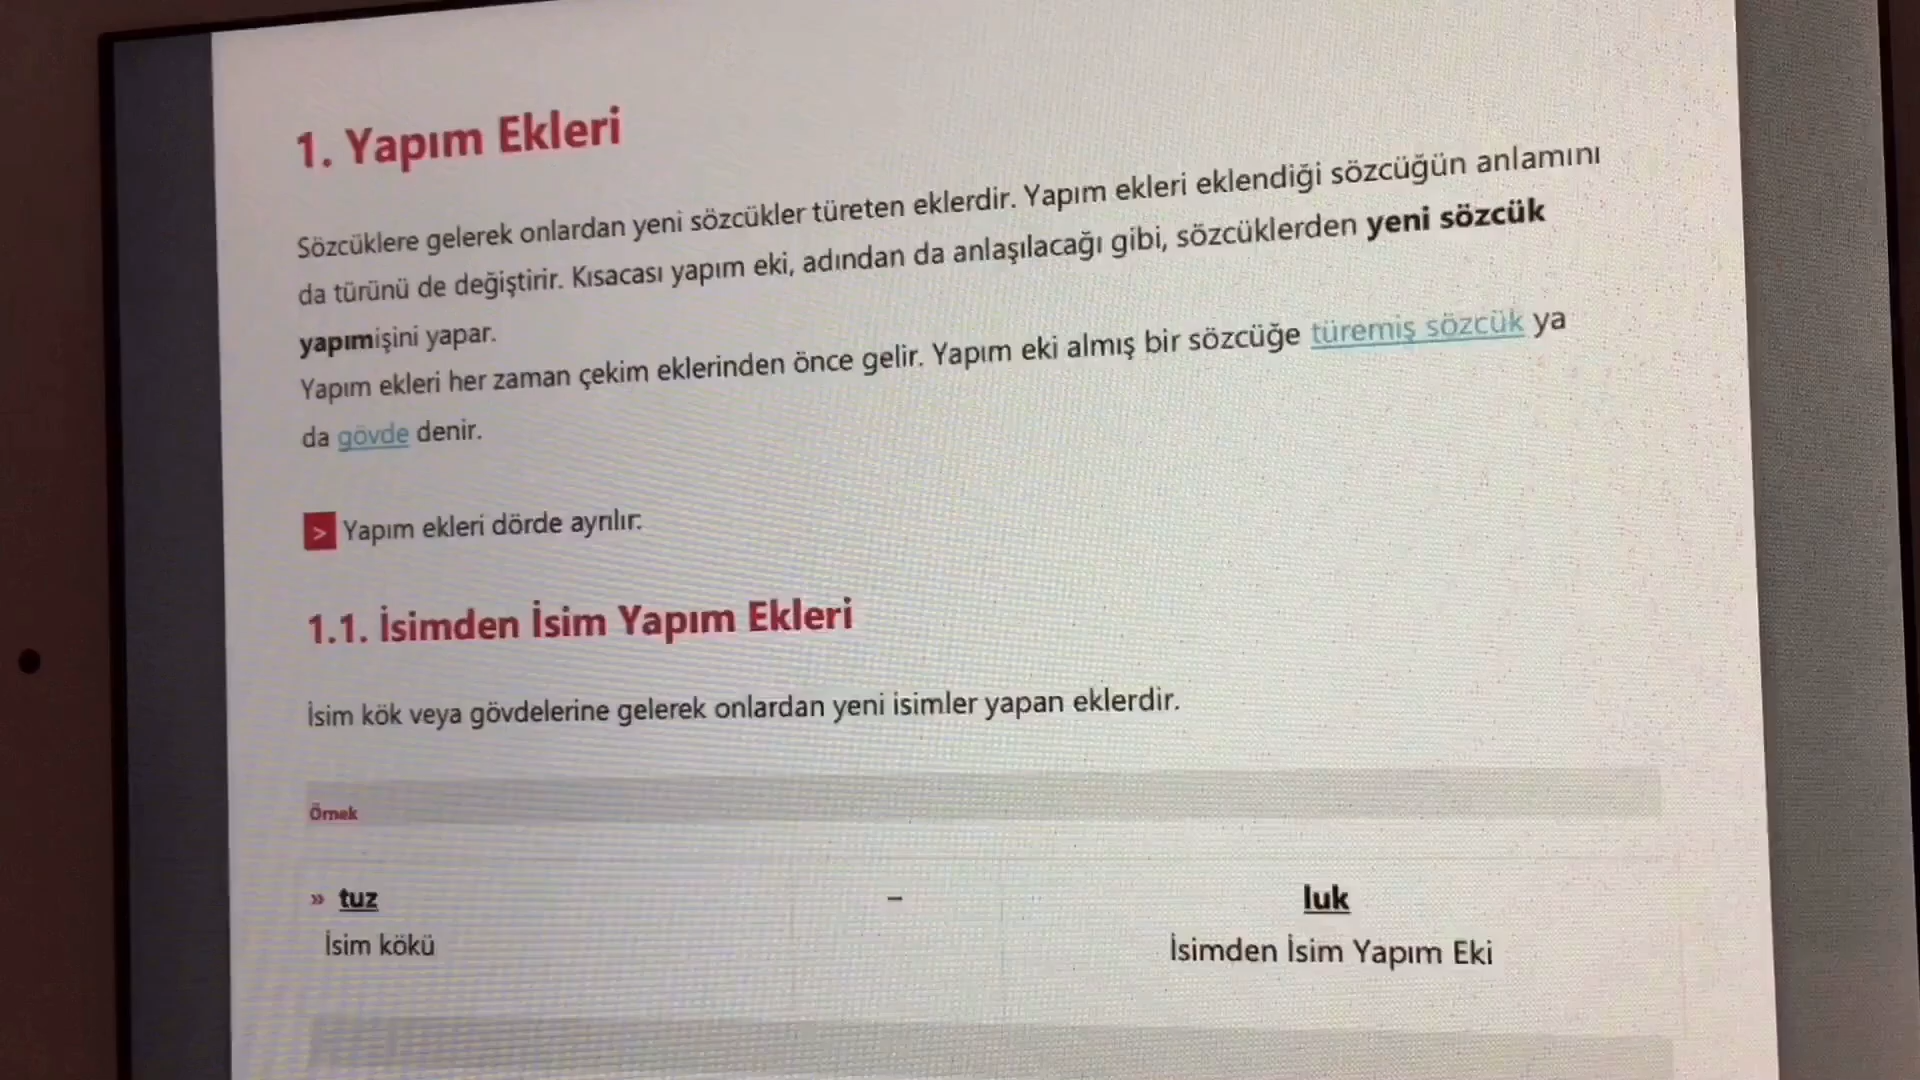 1. Yapım Ekleri
Sözcüklere gelerek onlardan yeni sözcükler türeten eklerdir. Yapım ekleri eklendiği sözcüğün anlamını
da türünü de değiştirir. Kısacası yapım eki, adından da anlaşılacağı gibi, sözcüklerden yeni sözcük
yapımişini yapar.
Yapım ekleri her zaman çekim eklerinden önce gelir. Yapım eki almış bir sözcüğe türemiş sözcük ya
da gövde denir.
> Yapım ekleri dörde ayrılır:
1.1. İsimden İsim Yapım Ekleri
İsim kök veya gövdelerine gelerek onlardan yeni isimler yapan eklerdir.
Örnek
» tuz – luk
İsim kökü İsimden İsim Yapım Eki